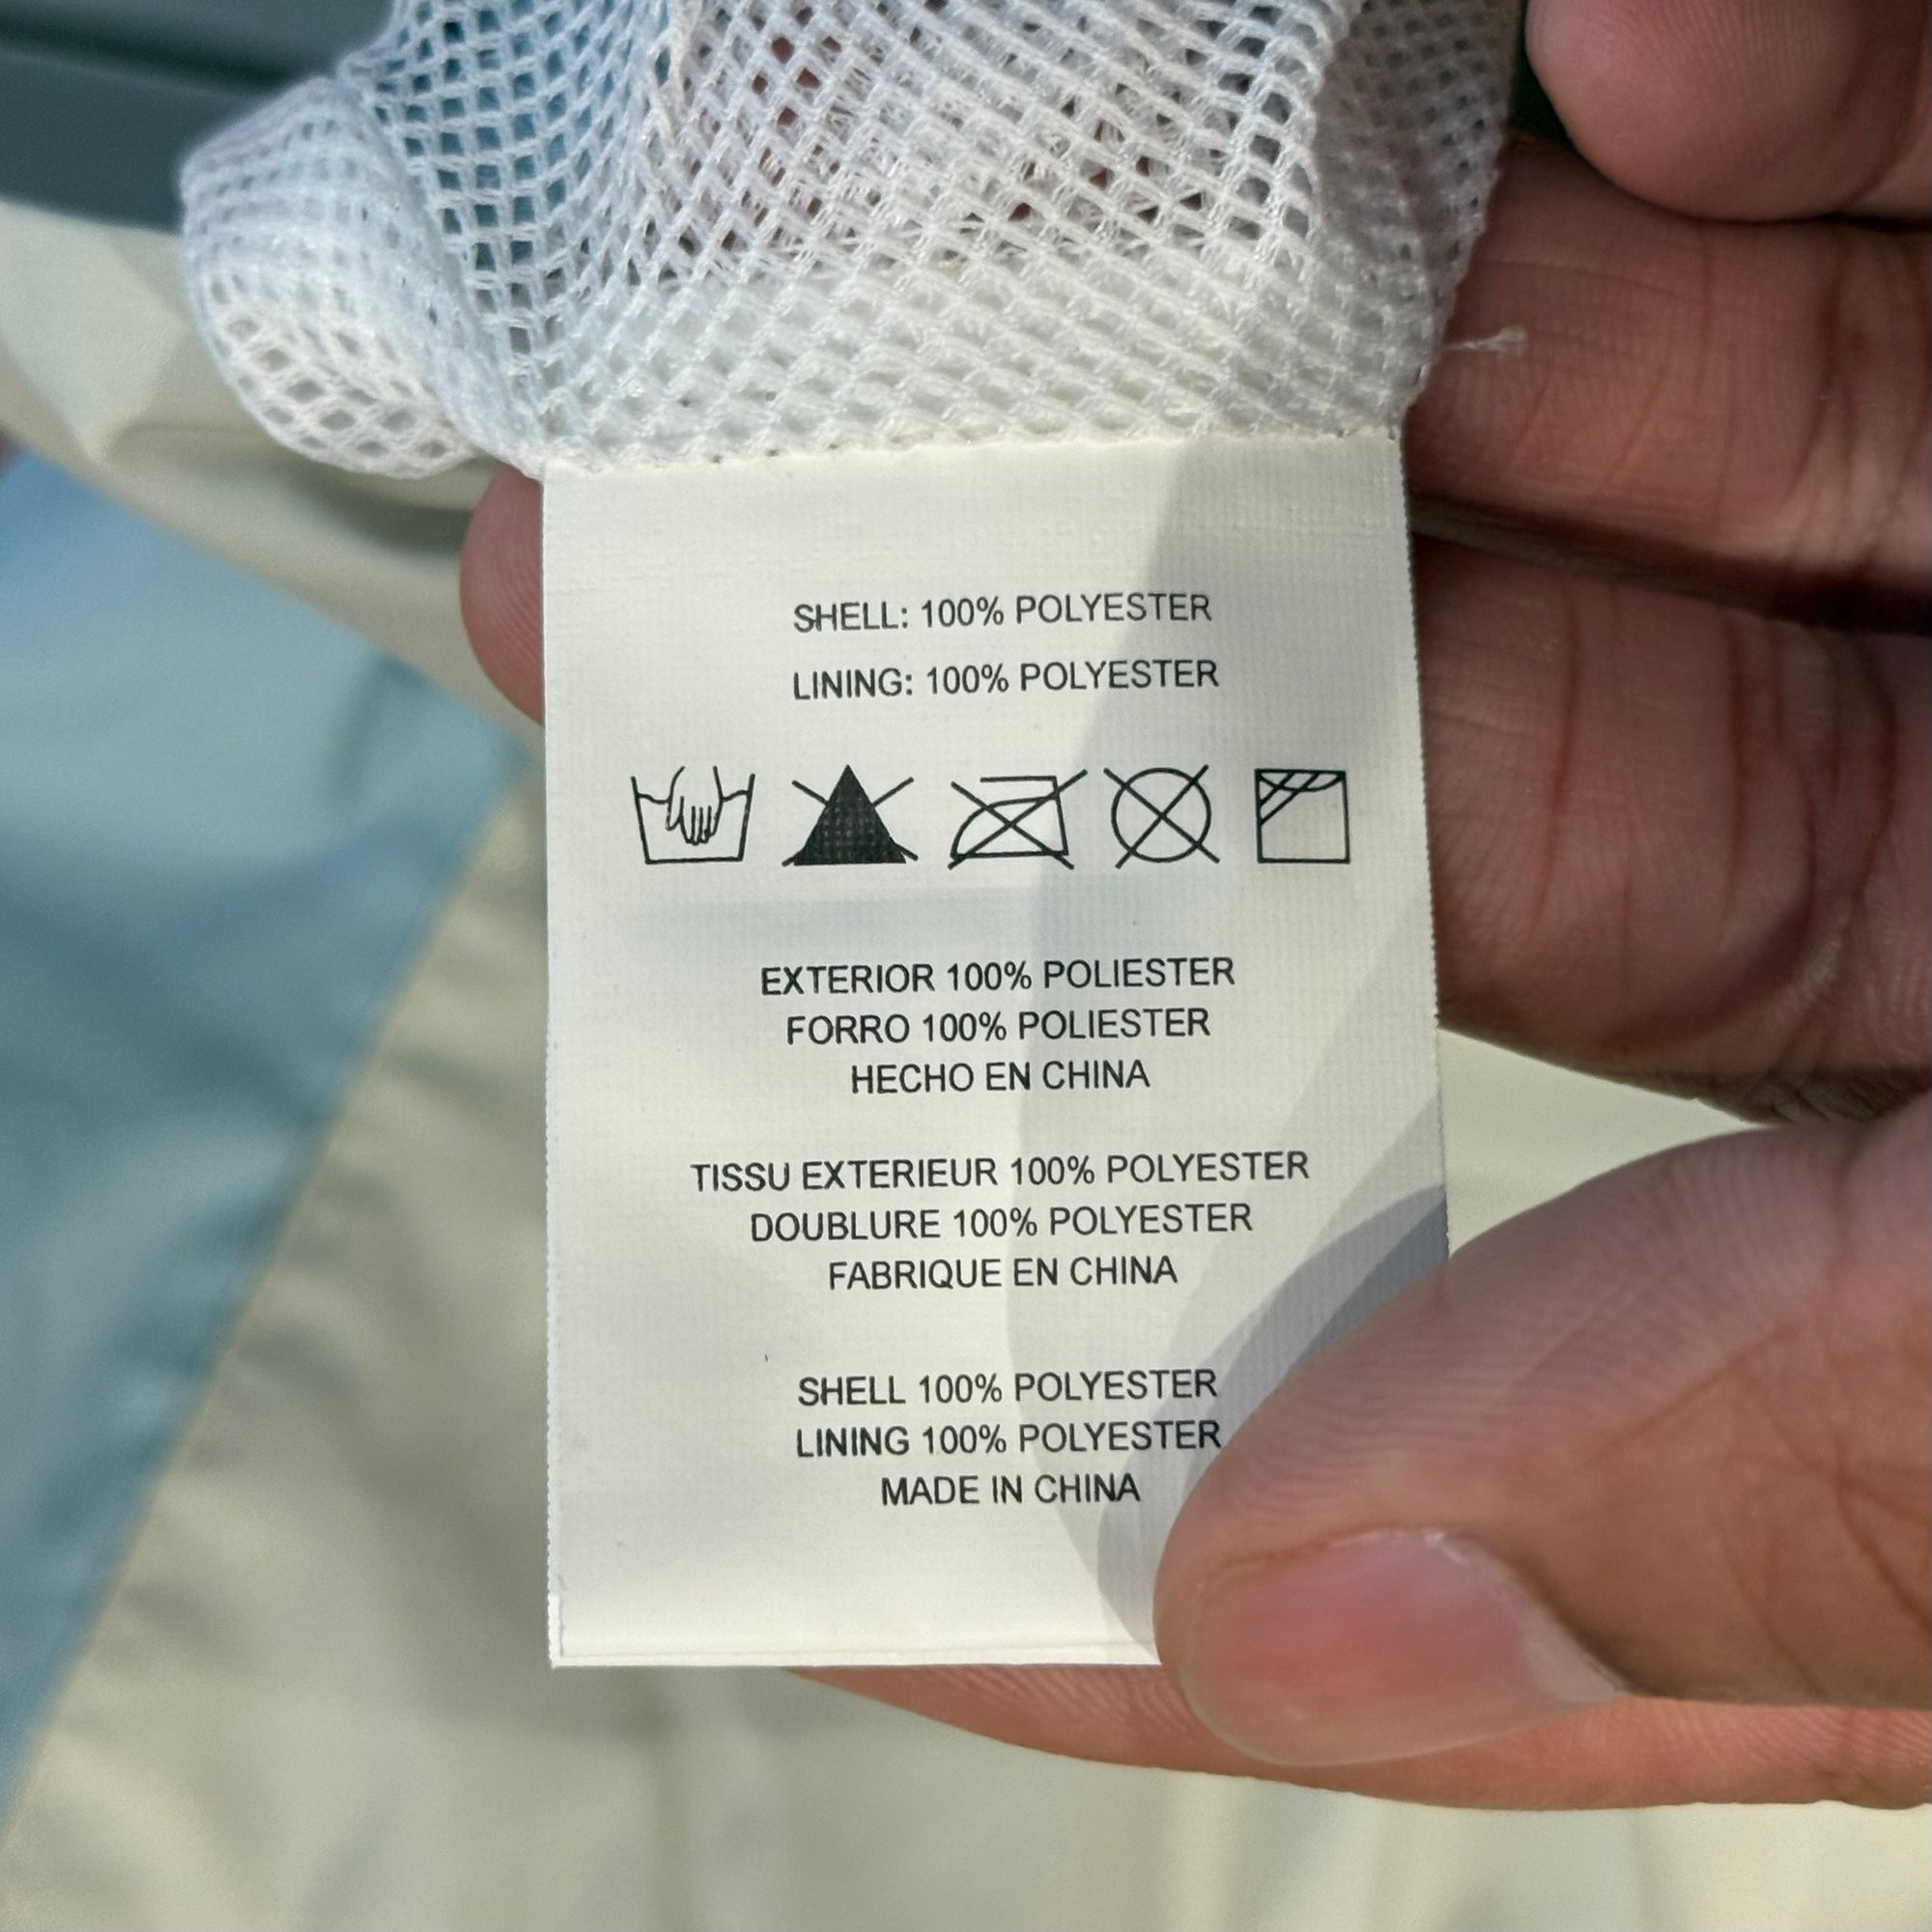 SHELL: 100% POLYESTER
LINING: 100% POLYESTER
EXTERIOR 100% POLIESTER
FORRO 100% POLIESTER
HECHO EN CHINA
TISSU EXTERIEUR 100% POLYESTER
DOUBLURE 100% POLYESTER
FABRIQUE EN CHINA
SHELL 100% POLYESTER
LINING 100% POLYESTER
MADE IN CHINA